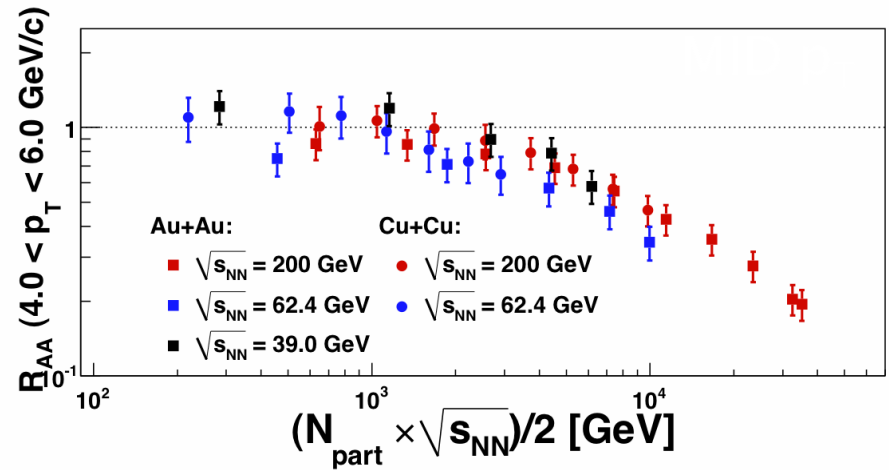 R_AA (4.0 < p_T < 6.0 GeV/c)
1
10^-1
Au+Au:
√s_NN = 200 GeV
√s_NN = 62.4 GeV
√s_NN = 39.0 GeV
Cu+Cu:
√s_NN = 200 GeV
√s_NN = 62.4 GeV
10^2
10^3
10^4
(N_part ×√s_NN)/2 [GeV]